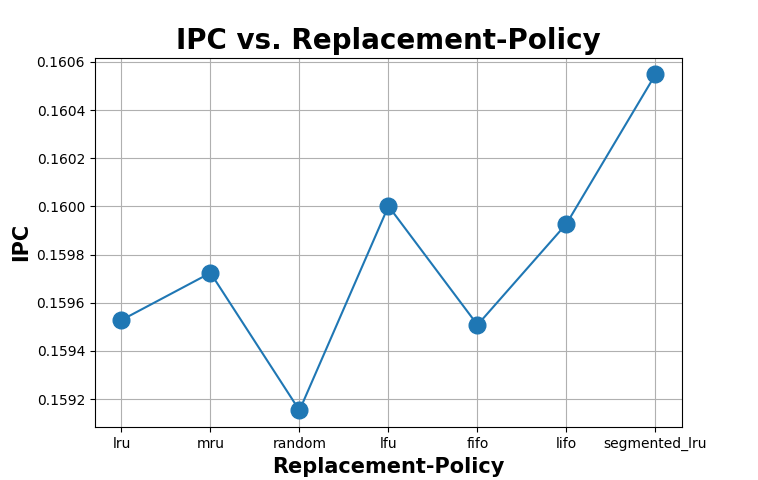 IPC vs. Replacement-Policy
0.1606
0.1604
0.1602
0.1600
0.1598
0.1596
0.1594
0.1592
IPC
lru mru random lfu fifo lifo segmented_lru
Replacement-Policy